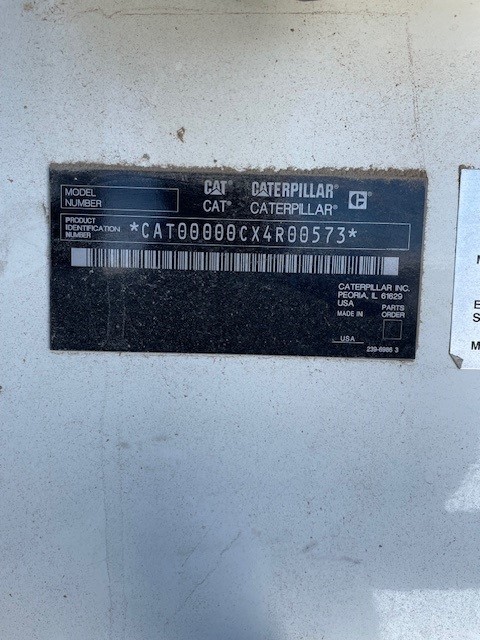 MODEL NUMBER
CAT® CATERPILLAR®
CAT® CATERPILLAR® C
PRODUCT IDENTIFICATION NUMBER
*CAT00000CX4R00573*
CATERPILLAR INC.
PEORIA, IL 61629
USA
PARTS ORDER
MADE IN
USA
239-6986 3
E
S
M